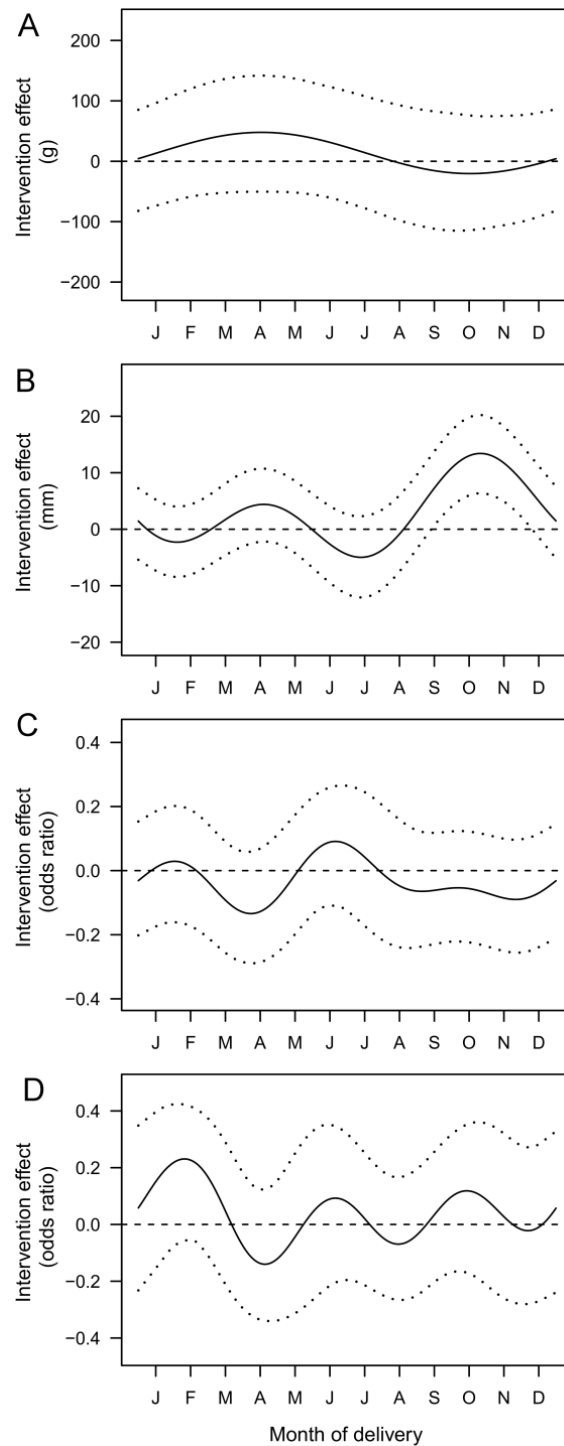 A
Intervention effect
(g)
200
100
0
−100
−200
J F M A M J J A S O N D
B
Intervention effect
(mm)
20
10
0
−10
−20
J F M A M J J A S O N D
C
Intervention effect
(odds ratio)
0.4
0.2
0.0
−0.2
−0.4
J F M A M J J A S O N D
D
Intervention effect
(odds ratio)
0.4
0.2
0.0
−0.2
−0.4
J F M A M J J A S O N D
Month of delivery